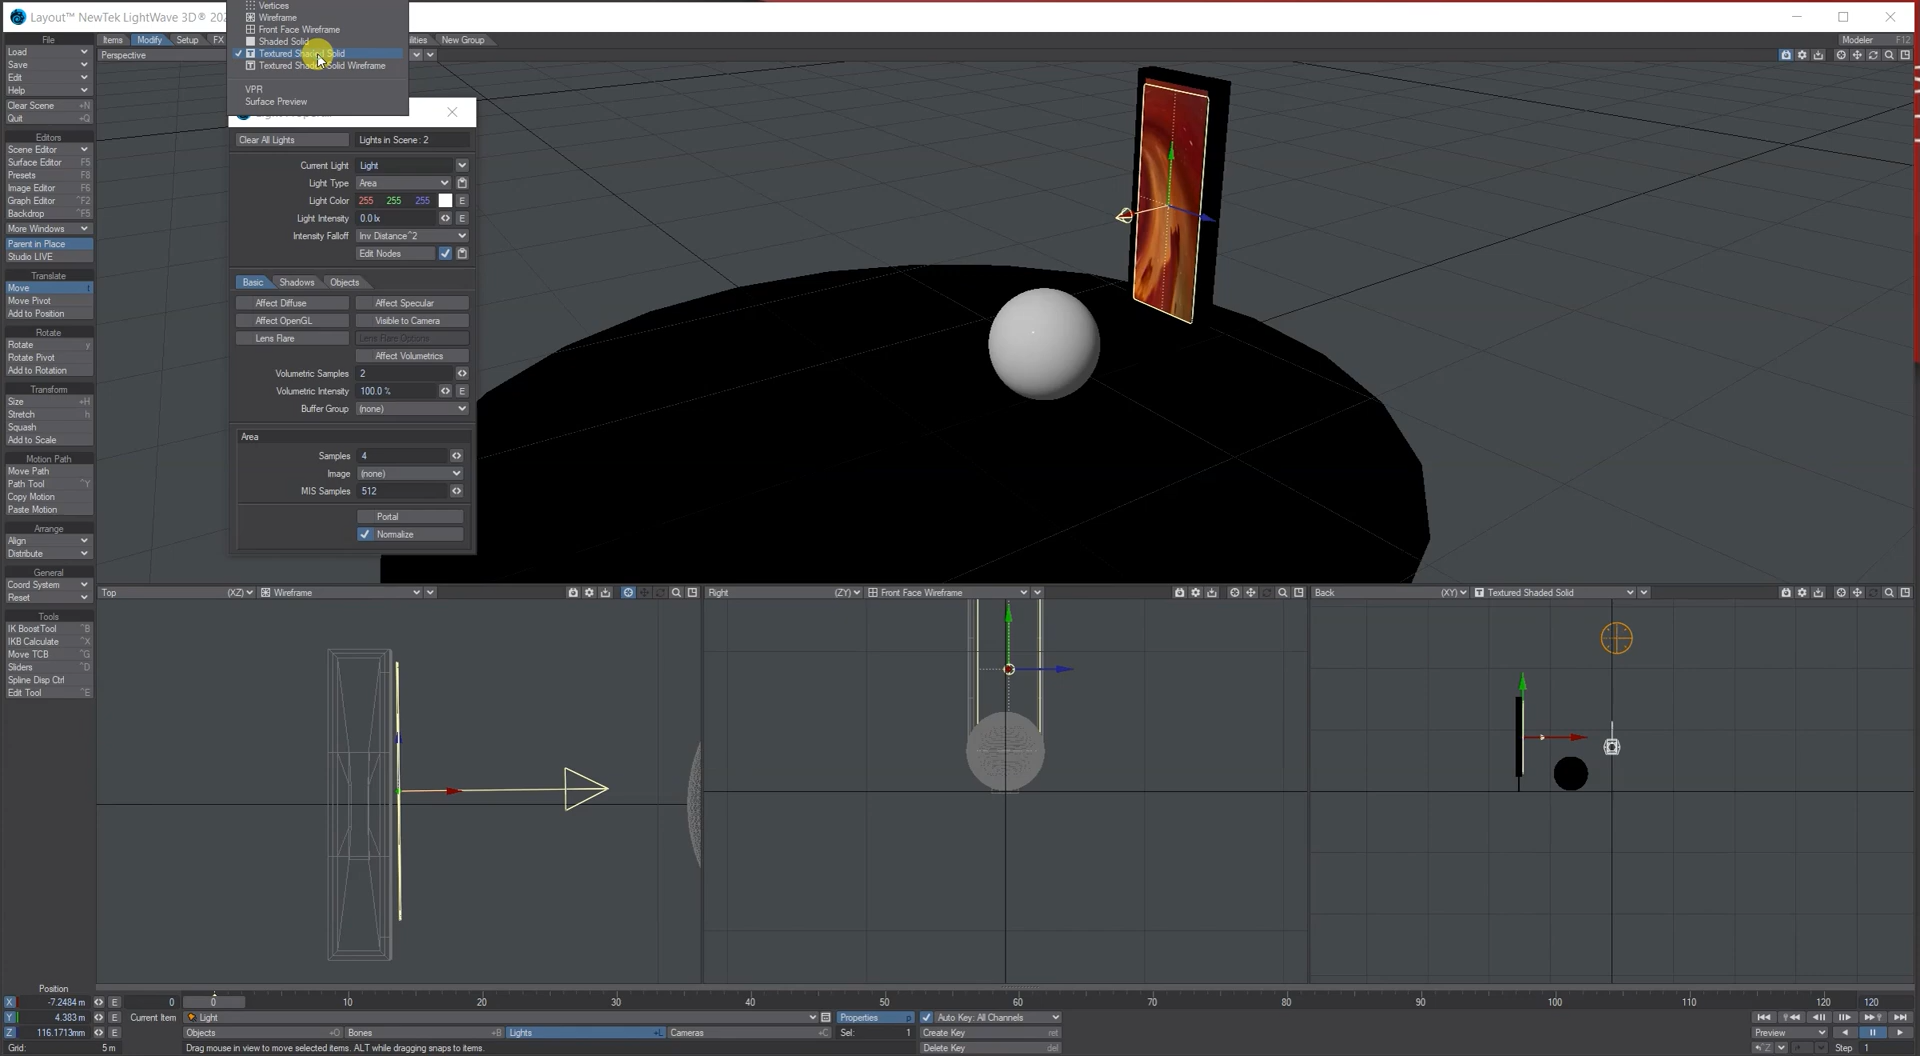 Layout™ NewTek LightWave 3D® 202
Vertices
Wireframe
Front Face Wireframe
Shaded Solid
Textured Shaded Solid
Textured Shaded Solid Wireframe
VPR
Surface Preview
Items
Modify
Setup
FX
New Group
Modeler F12
Perspective
File
Load
Save
Edit
Help
Clear Scene +N
Quit +Q
Editors
Scene Editor
Surface Editor F5
Presets F8
Image Editor F6
Graph Editor ^F2
Backdrop ^F5
More Windows
Parent in Place
Studio LIVE
Translate
Move t
Move Pivot
Add to Position
Rotate
Rotate y
Rotate Pivot
Add to Rotation
Transform
Size +H
Stretch h
Squash
Add to Scale
Motion Path
Move Path
Path Tool ^Y
Copy Motion
Paste Motion
Arrange
Align
Distribute
General
Coord System
Reset
Tools
IK BoostTool ^B
IKB Calculate ^X
Move TCB ^G
Sliders ^D
Spline Disp Ctrl
Edit Tool ^E
Clear All Lights
Lights in Scene: 2
Current Light Light
Light Type Area
Light Color 255 255 255 E
Light Intensity 0.0 lx E
Intensity Falloff Inv Distance^2
Edit Nodes
Basic Shadows Objects
Affect Diffuse Affect Specular
Affect OpenGL Visible to Camera
Lens Flare Lens Flare Options
Affect Volumetrics
Volumetric Samples 2
Volumetric Intensity 100.0 % E
Buffer Group (none)
Area
Samples 4
Image (none)
MIS Samples 512
Portal
Normalize
Top (XZ) Wireframe
Right (ZY) Front Face Wireframe
Back (XY) Textured Shaded Solid
Position
X -7.2484 m E
Y 4.383 m E
Z 116.1713mm E
Grid: 5 m
0 0 10 20 30 40 50 60 70 80 90 100 110 120 120
Current Item Light
Properties p
Auto Key: All Channels
Objects +O Bones +B Lights +L Cameras +C
Sel: 1
Create Key ret
Delete Key del
Drag mouse in view to move selected items. ALT while dragging snaps to items.
Preview
^Z
Step 1